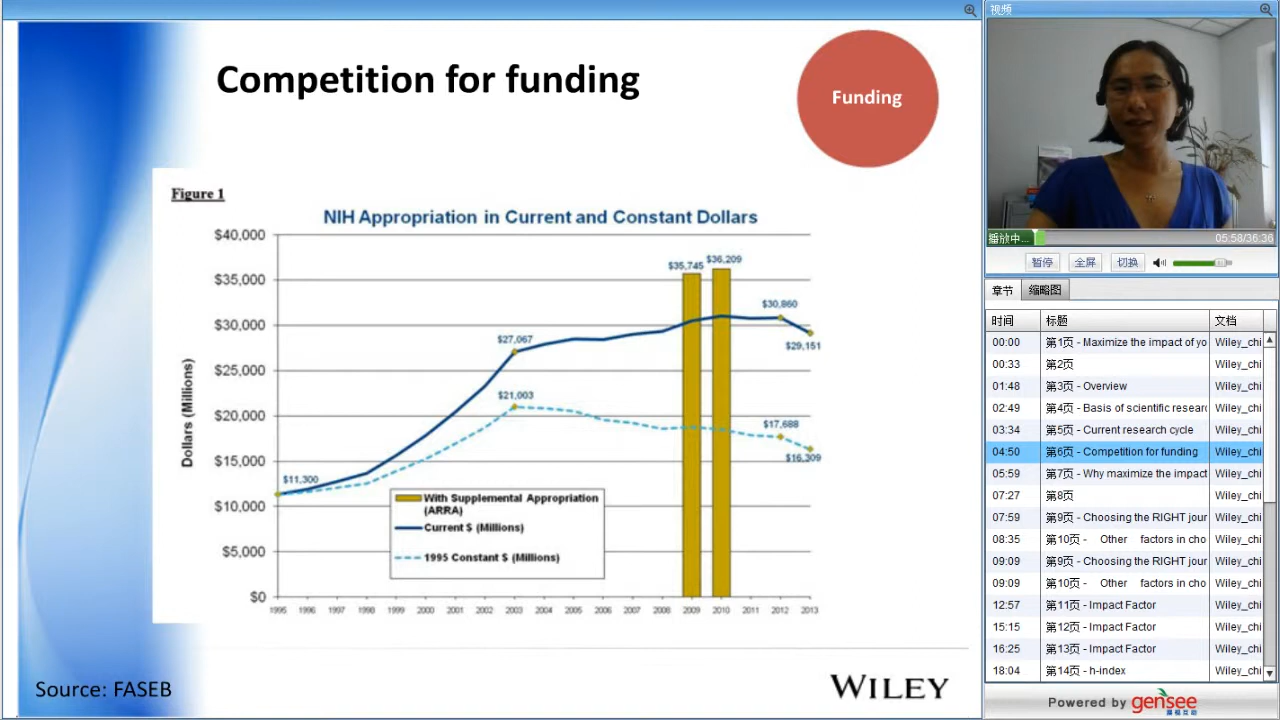 Competition for funding
Funding
Figure 1
NIH Appropriation in Current and Constant Dollars
Dollars (Millions)
$40,000
$35,000
$30,000
$25,000
$20,000
$15,000
$10,000
$5,000
$0
$11,300
$27,067
$21,003
$35,745
$36,209
$30,860
$29,151
$17,688
$16,309
With Supplemental Appropriation
(ARRA)
Current $ (Millions)
1995 Constant $ (Millions)
1995 1996 1997 1998 1999 2000 2001 2002 2003 2004 2005 2006 2007 2008 2009 2010 2011 2012 2013
Source: FASEB
WILEY
视频
播放中...
05:58/36:36
暂停 全屏 切换
章节 缩略图
时间 标题 文档
00:00 第1页 - Maximize the impact of yo Wiley_chi
00:33 第2页 Wiley_chi
01:48 第3页 - Overview Wiley_chi
02:49 第4页 - Basis of scientific researc Wiley_chi
03:34 第5页 - Current research cycle Wiley_chi
04:50 第6页 - Competition for funding Wiley_chi
05:59 第7页 - Why maximize the impact Wiley_chi
07:27 第8页 Wiley_chi
07:59 第9页 - Choosing the RIGHT jour Wiley_chi
08:35 第10页 - Other factors in cho Wiley_chi
09:09 第9页 - Choosing the RIGHT jour Wiley_chi
09:09 第10页 - Other factors in cho Wiley_chi
12:57 第11页 - Impact Factor Wiley_chi
15:15 第12页 - Impact Factor Wiley_chi
16:25 第13页 - Impact Factor Wiley_chi
18:04 第14页 - h-index Wiley_chi
Powered by gensee
展视互动